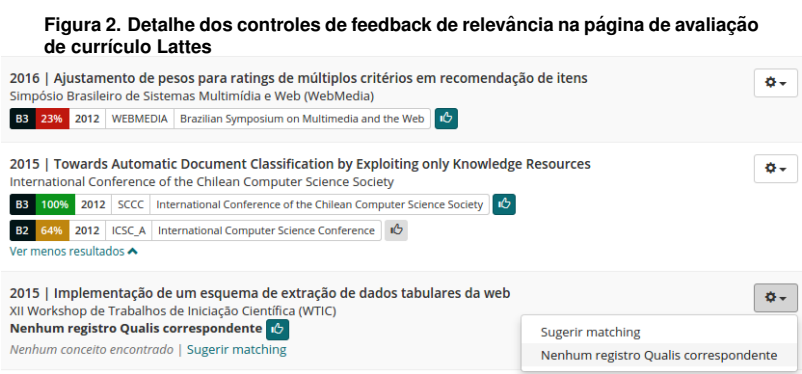 Figura 2. Detalhe dos controles de feedback de relevância na página de avaliação
de currículo Lattes
2016 | Ajustamento de pesos para ratings de múltiplos critérios em recomendação de itens
Simpósio Brasileiro de Sistemas Multimídia e Web (WebMedia)
B3 23% 2012 WEBMEDIA Brazilian Symposium on Multimedia and the Web
2015 | Towards Automatic Document Classification by Exploiting only Knowledge Resources
International Conference of the Chilean Computer Science Society
B3 100% 2012 SCCC International Conference of the Chilean Computer Science Society
B2 64% 2012 ICSC_A International Computer Science Conference
Ver menos resultados
2015 | Implementação de um esquema de extração de dados tabulares da web
XII Workshop de Trabalhos de Iniciação Científica (WTIC)
Nenhum registro Qualis correspondente
Nenhum conceito encontrado | Sugerir matching
Sugerir matching
Nenhum registro Qualis correspondente